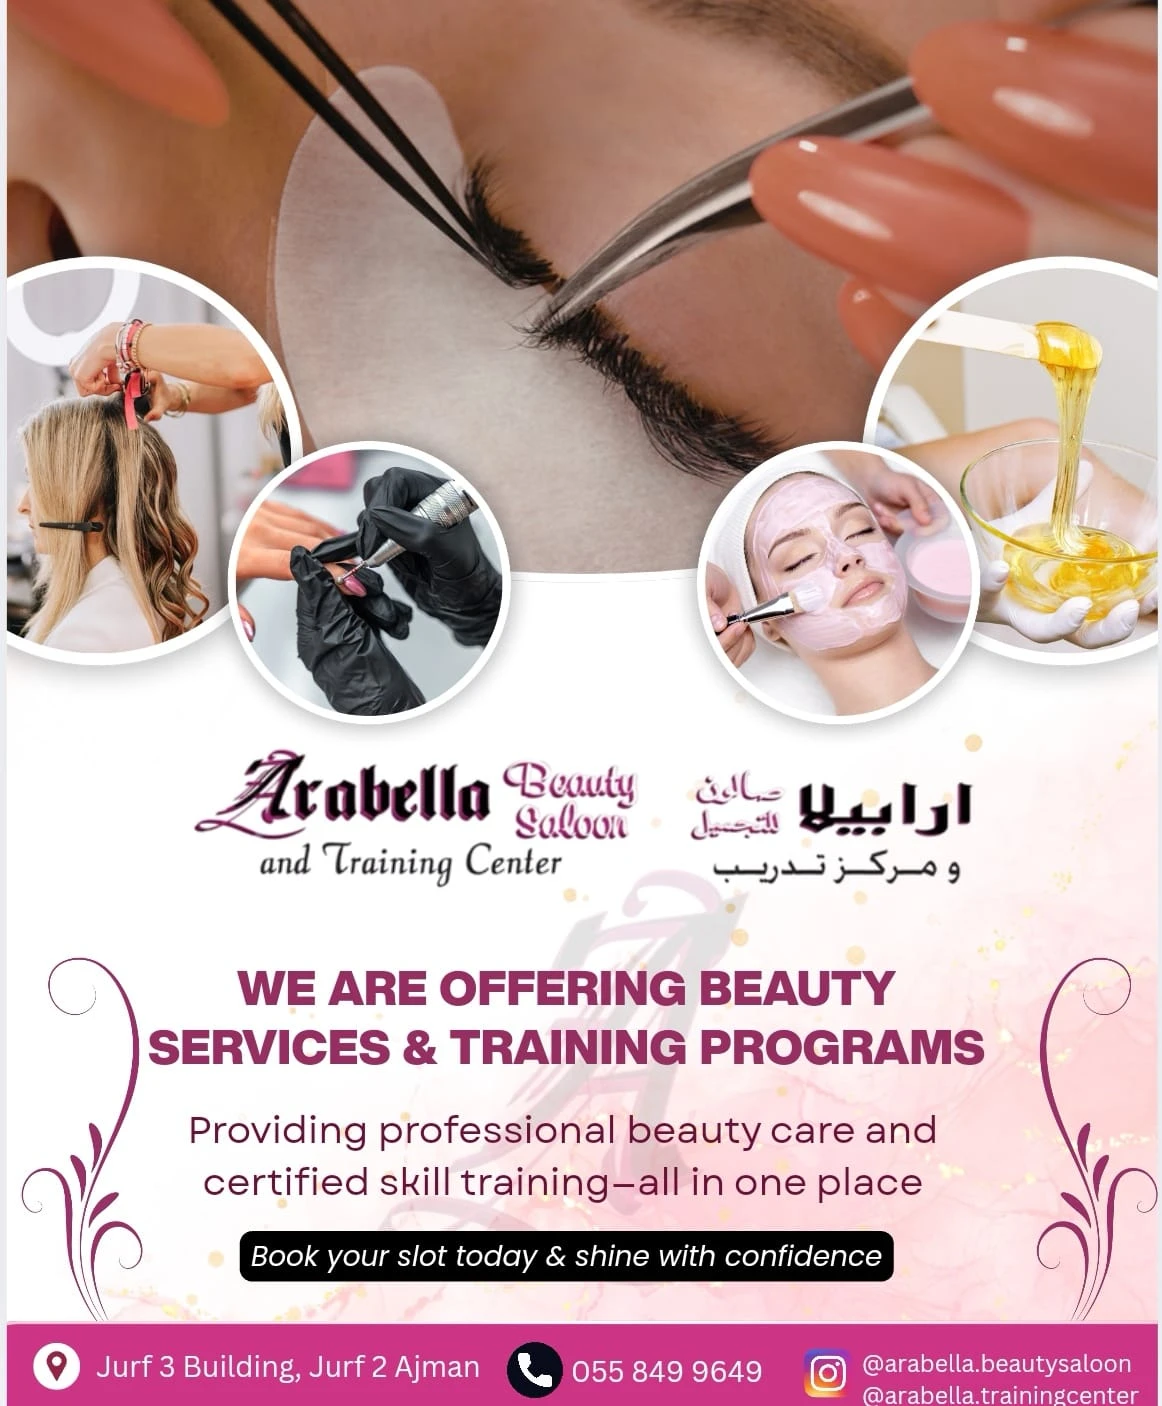 Arabella Beauty Saloon
and Training Center
ارابيلا صالون للتجميل
و مركز تدريب
WE ARE OFFERING BEAUTY
SERVICES & TRAINING PROGRAMS
Providing professional beauty care and
certified skill training—all in one place
Book your slot today & shine with confidence
Jurf 3 Building, Jurf 2 Ajman
055 849 9649
@arabella.beautysaloon
@arabella.trainingcenter